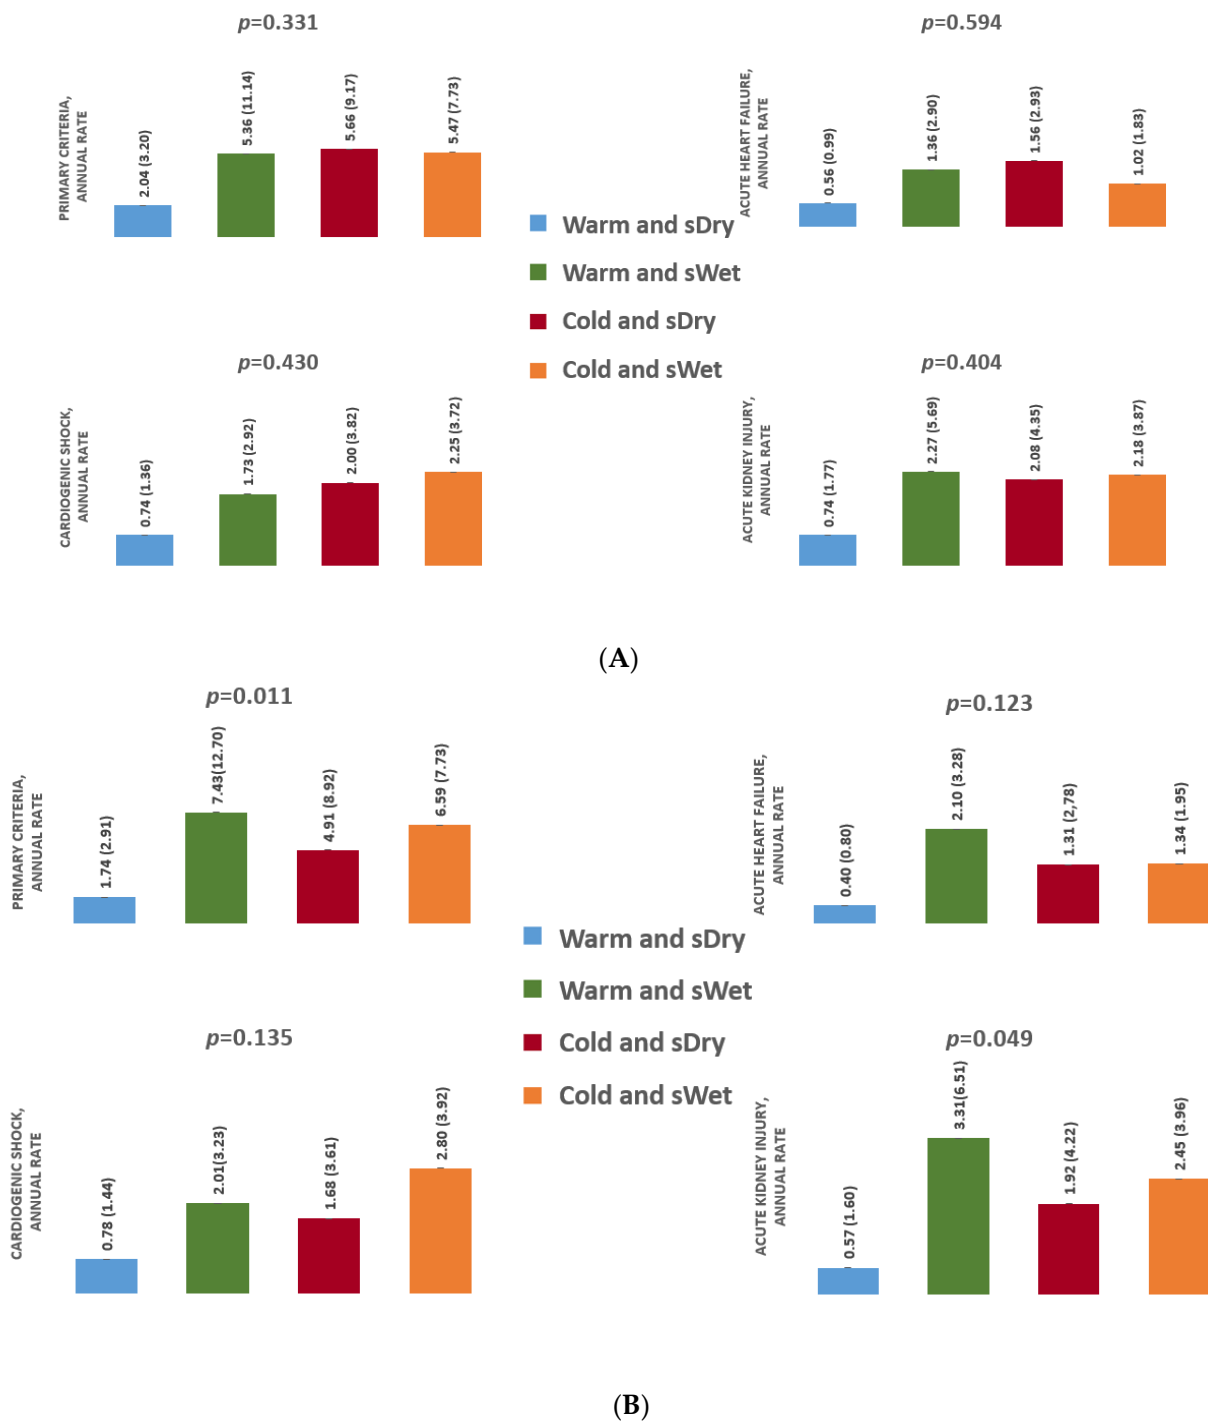 p=0.331
PRIMARY CRITERIA,
ANNUAL RATE
2.04 (3.20)
5.36 (11.14)
5.66 (9.17)
5.47 (7.73)
p=0.594
ACUTE HEART FAILURE,
ANNUAL RATE
0.56 (0.99)
1.36 (2.90)
1.56 (2.93)
1.02 (1.83)
Warm and sDry
Warm and sWet
Cold and sDry
Cold and sWet
p=0.430
CARDIOGENIC SHOCK,
ANNUAL RATE
0.74 (1.36)
1.73 (2.92)
2.00 (3.82)
2.25 (3.72)
p=0.404
ACUTE KIDNEY INJURY,
ANNUAL RATE
0.74 (1.77)
2.27 (5.69)
2.08 (4.35)
2.18 (3.87)
(A)
p=0.011
PRIMARY CRITERIA,
ANNUAL RATE
1.74 (2.91)
7.43(12.70)
4.91 (8.92)
6.59 (7.73)
p=0.123
ACUTE HEART FAILURE,
ANNUAL RATE
0.40 (0.80)
2.10 (3.28)
1.31 (2,78)
1.34 (1.95)
Warm and sDry
Warm and sWet
Cold and sDry
Cold and sWet
p=0.135
CARDIOGENIC SHOCK,
ANNUAL RATE
0.78 (1.44)
2.01(3.23)
1.68 (3.61)
2.80 (3.92)
p=0.049
ACUTE KIDNEY INJURY,
ANNUAL RATE
0.57 (1.60)
3.31(6.51)
1.92 (4.22)
2.45 (3.96)
(B)